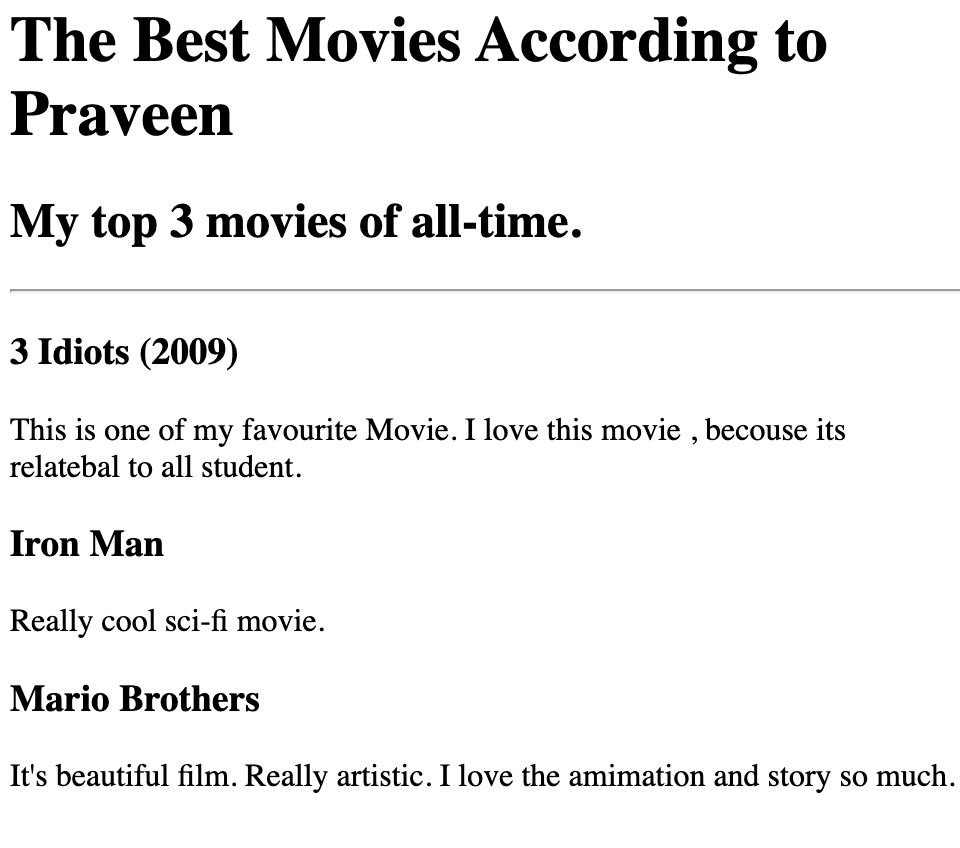 The Best Movies According to
Praveen
My top 3 movies of all-time.
3 Idiots (2009)
This is one of my favourite Movie. I love this movie , becouse its
relatebal to all student.
Iron Man
Really cool sci-fi movie.
Mario Brothers
It's beautiful film. Really artistic. I love the amimation and story so much.